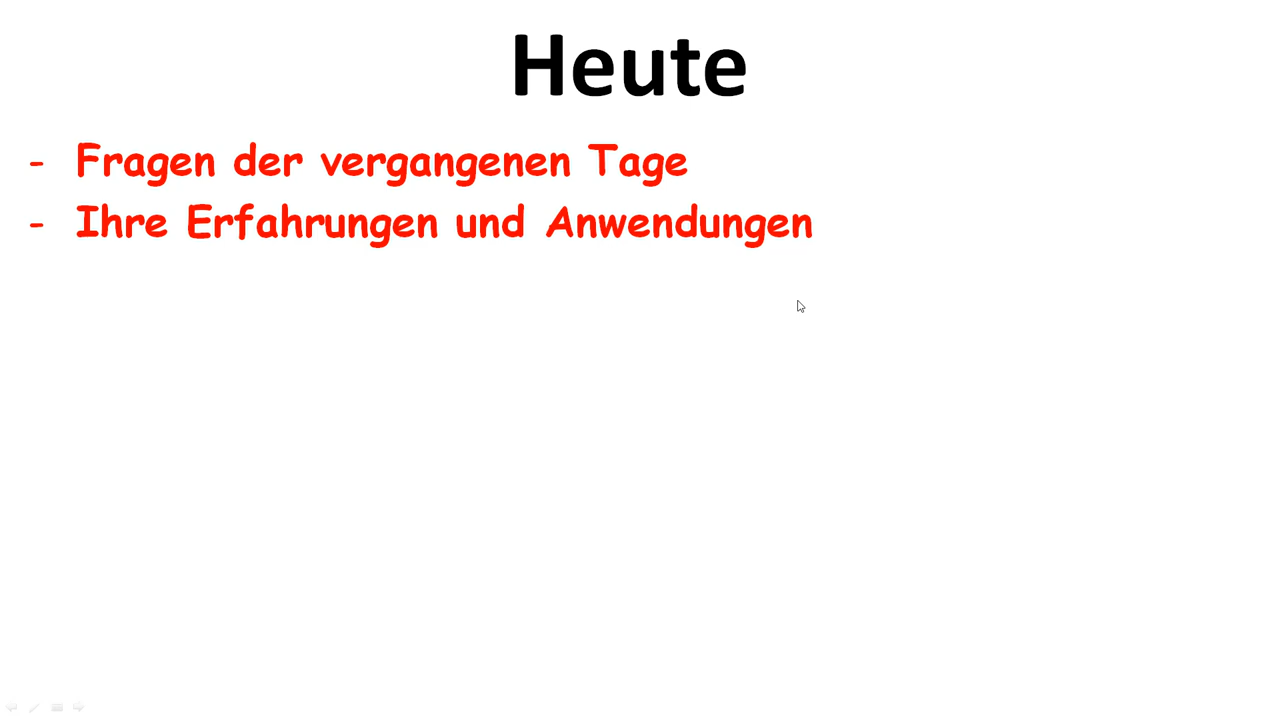 Heute
- Fragen der vergangenen Tage
- Ihre Erfahrungen und Anwendungen